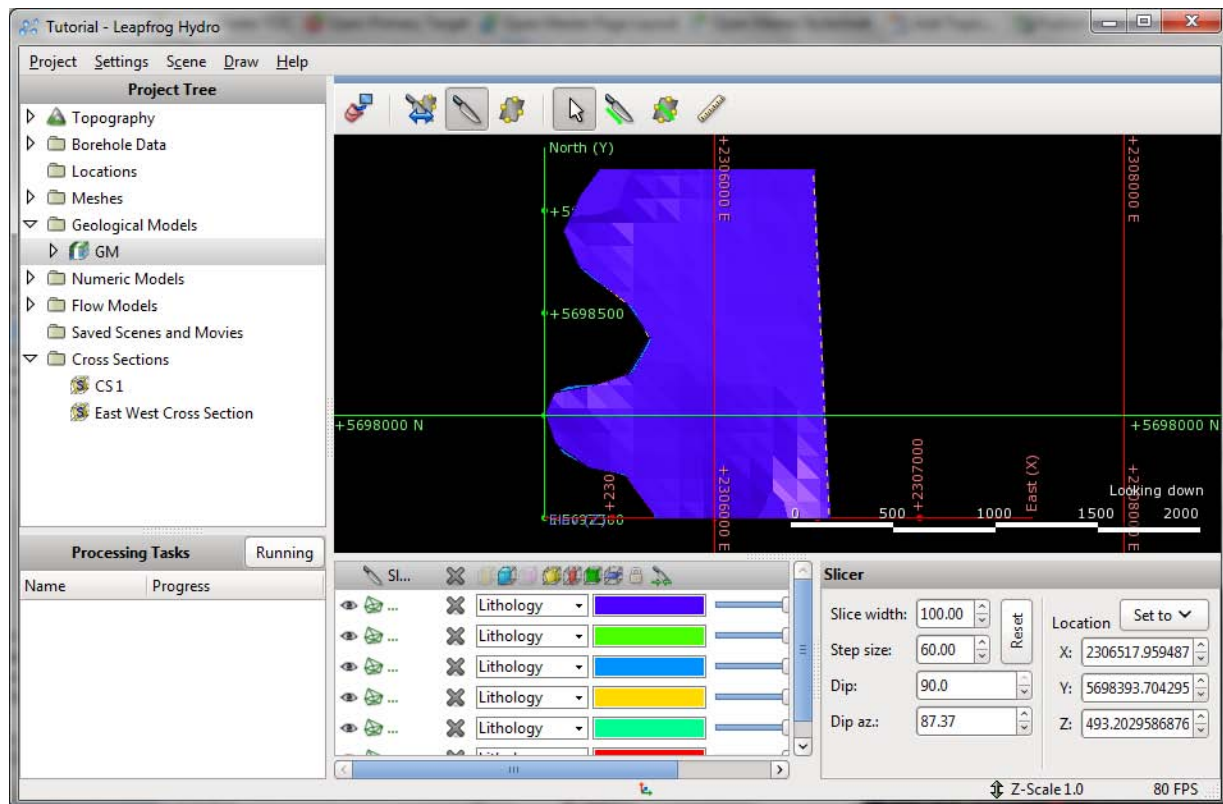 Tutorial - Leapfrog Hydro
Project Settings Scene Draw Help
Project Tree
Topography
Borehole Data
Locations
Meshes
Geological Models
GM
Numeric Models
Flow Models
Saved Scenes and Movies
Cross Sections
CS1
East West Cross Section
Processing Tasks
Running
Name Progress
North (Y)
+2306000 E
+2308000 E
+5698500
+5698000 N
+5698000 N
+230
+2306000 E
+2307000
East (X)
Looking down
0 500 1000 1500 2000
Sl...
... Lithology
... Lithology
... Lithology
... Lithology
... Lithology
Slicer
Slice width: 100.00
Step size: 60.00
Reset
Dip: 90.0
Dip az.: 87.37
Location Set to
X: 2306517.959487
Y: 5698393.704295
Z: 493.2029586876
Z-Scale 1.0 80 FPS